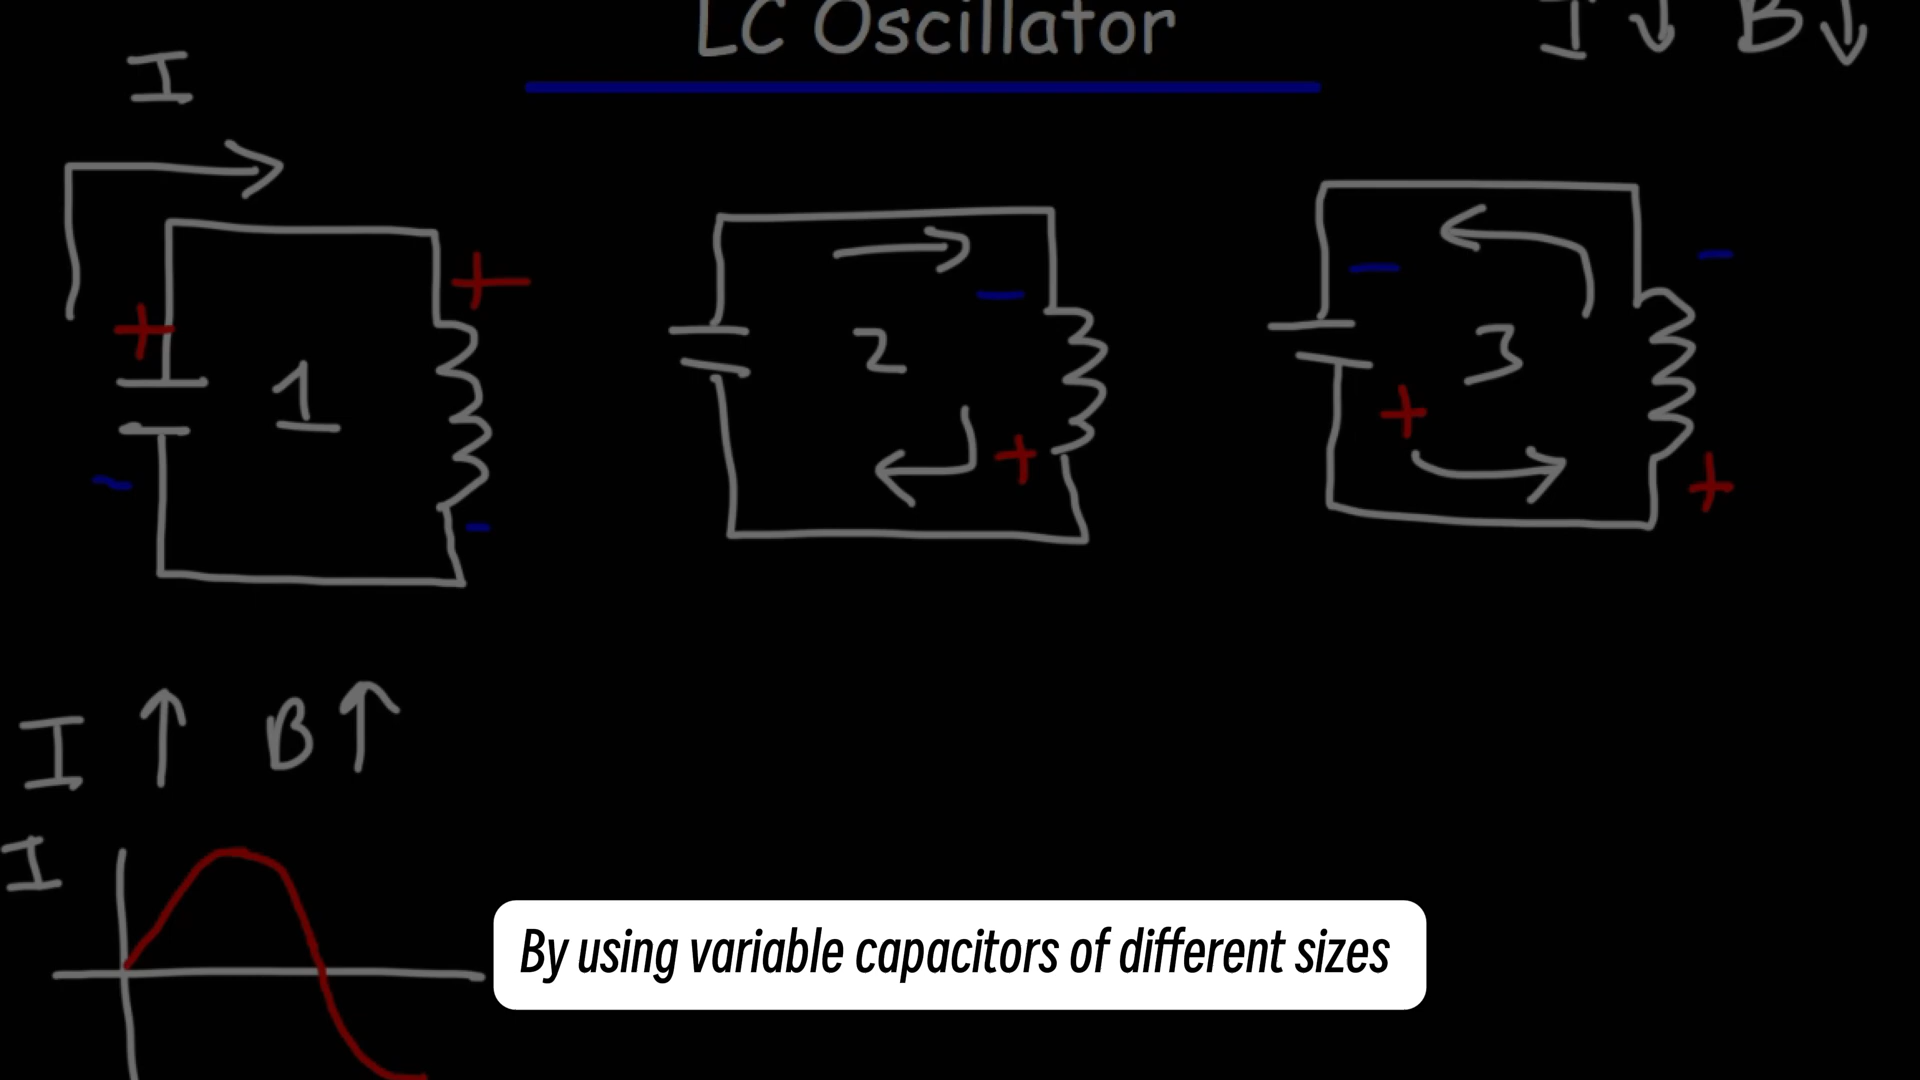 LC Oscillator
I ↓ B ↓
I
+ + - -
1
- +
2
- - + +
3
I ↑ B ↑
I
By using variable capacitors of different sizes